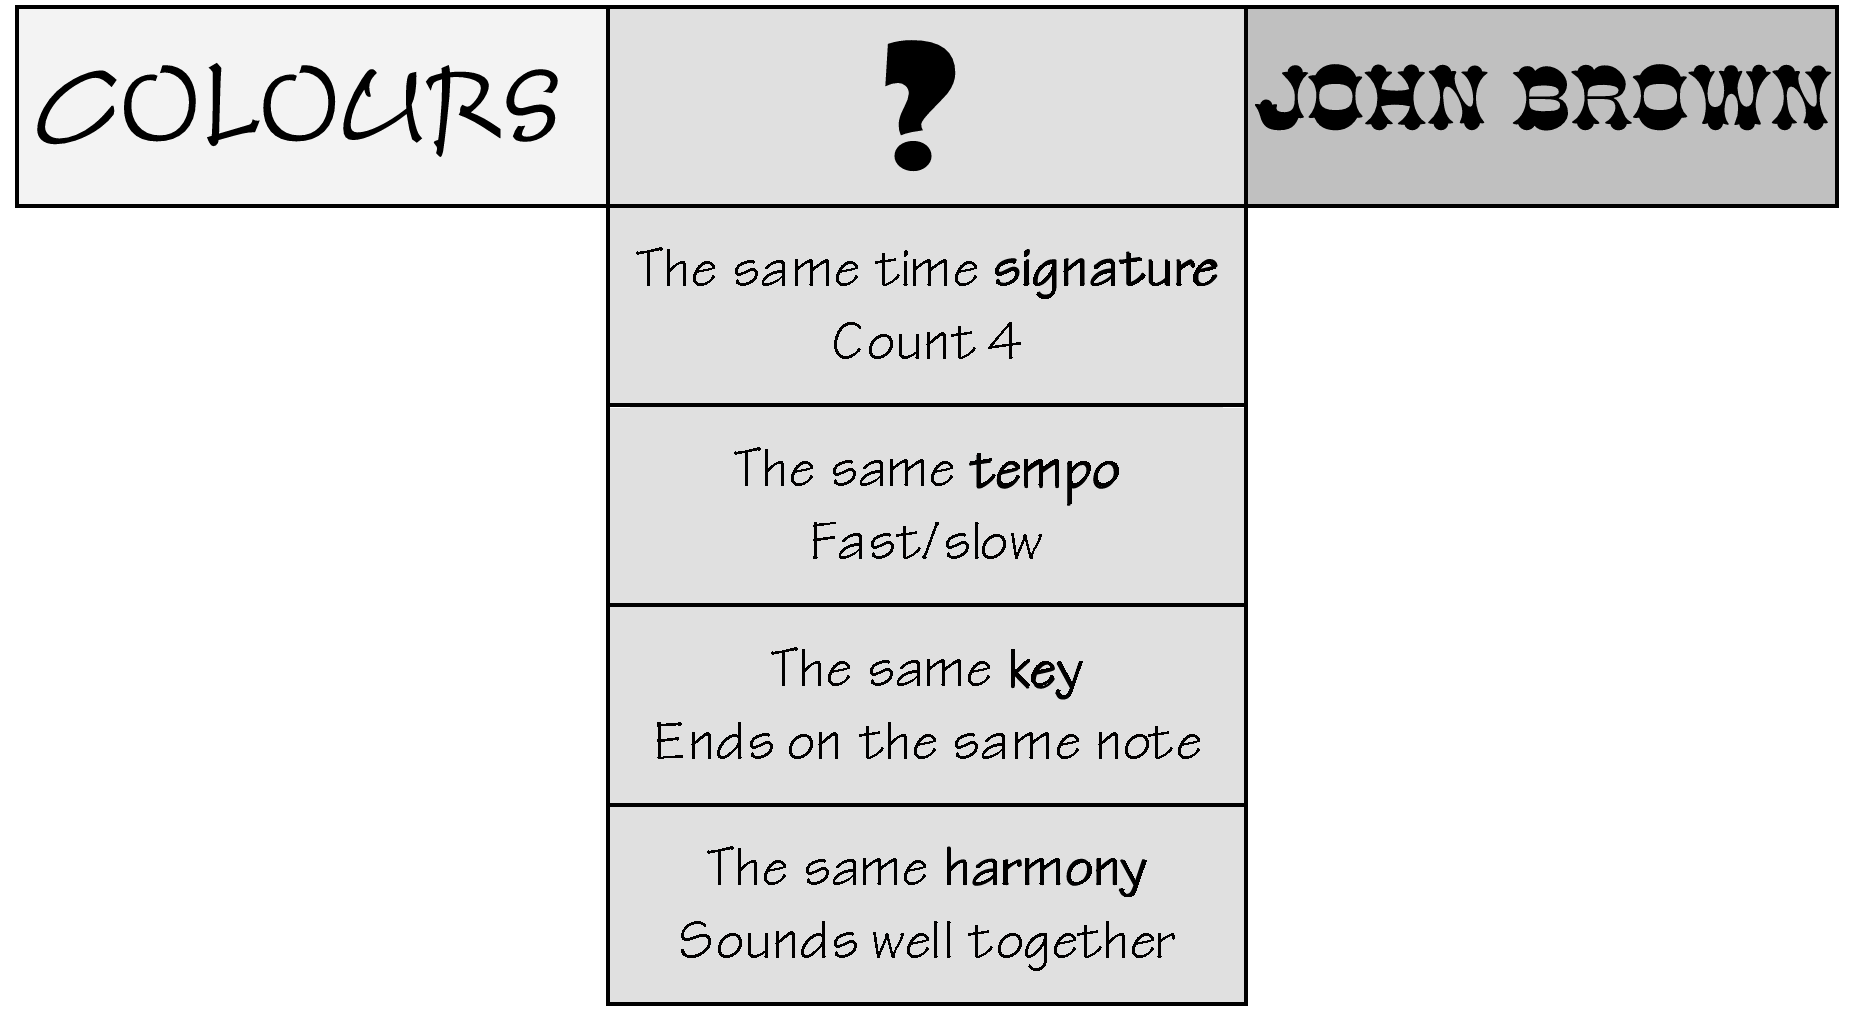 COLOURS
?
JOHN BROWN
The same time signature
Count 4
The same tempo
Fast/slow
The same key
Ends on the same note
The same harmony
Sounds well together